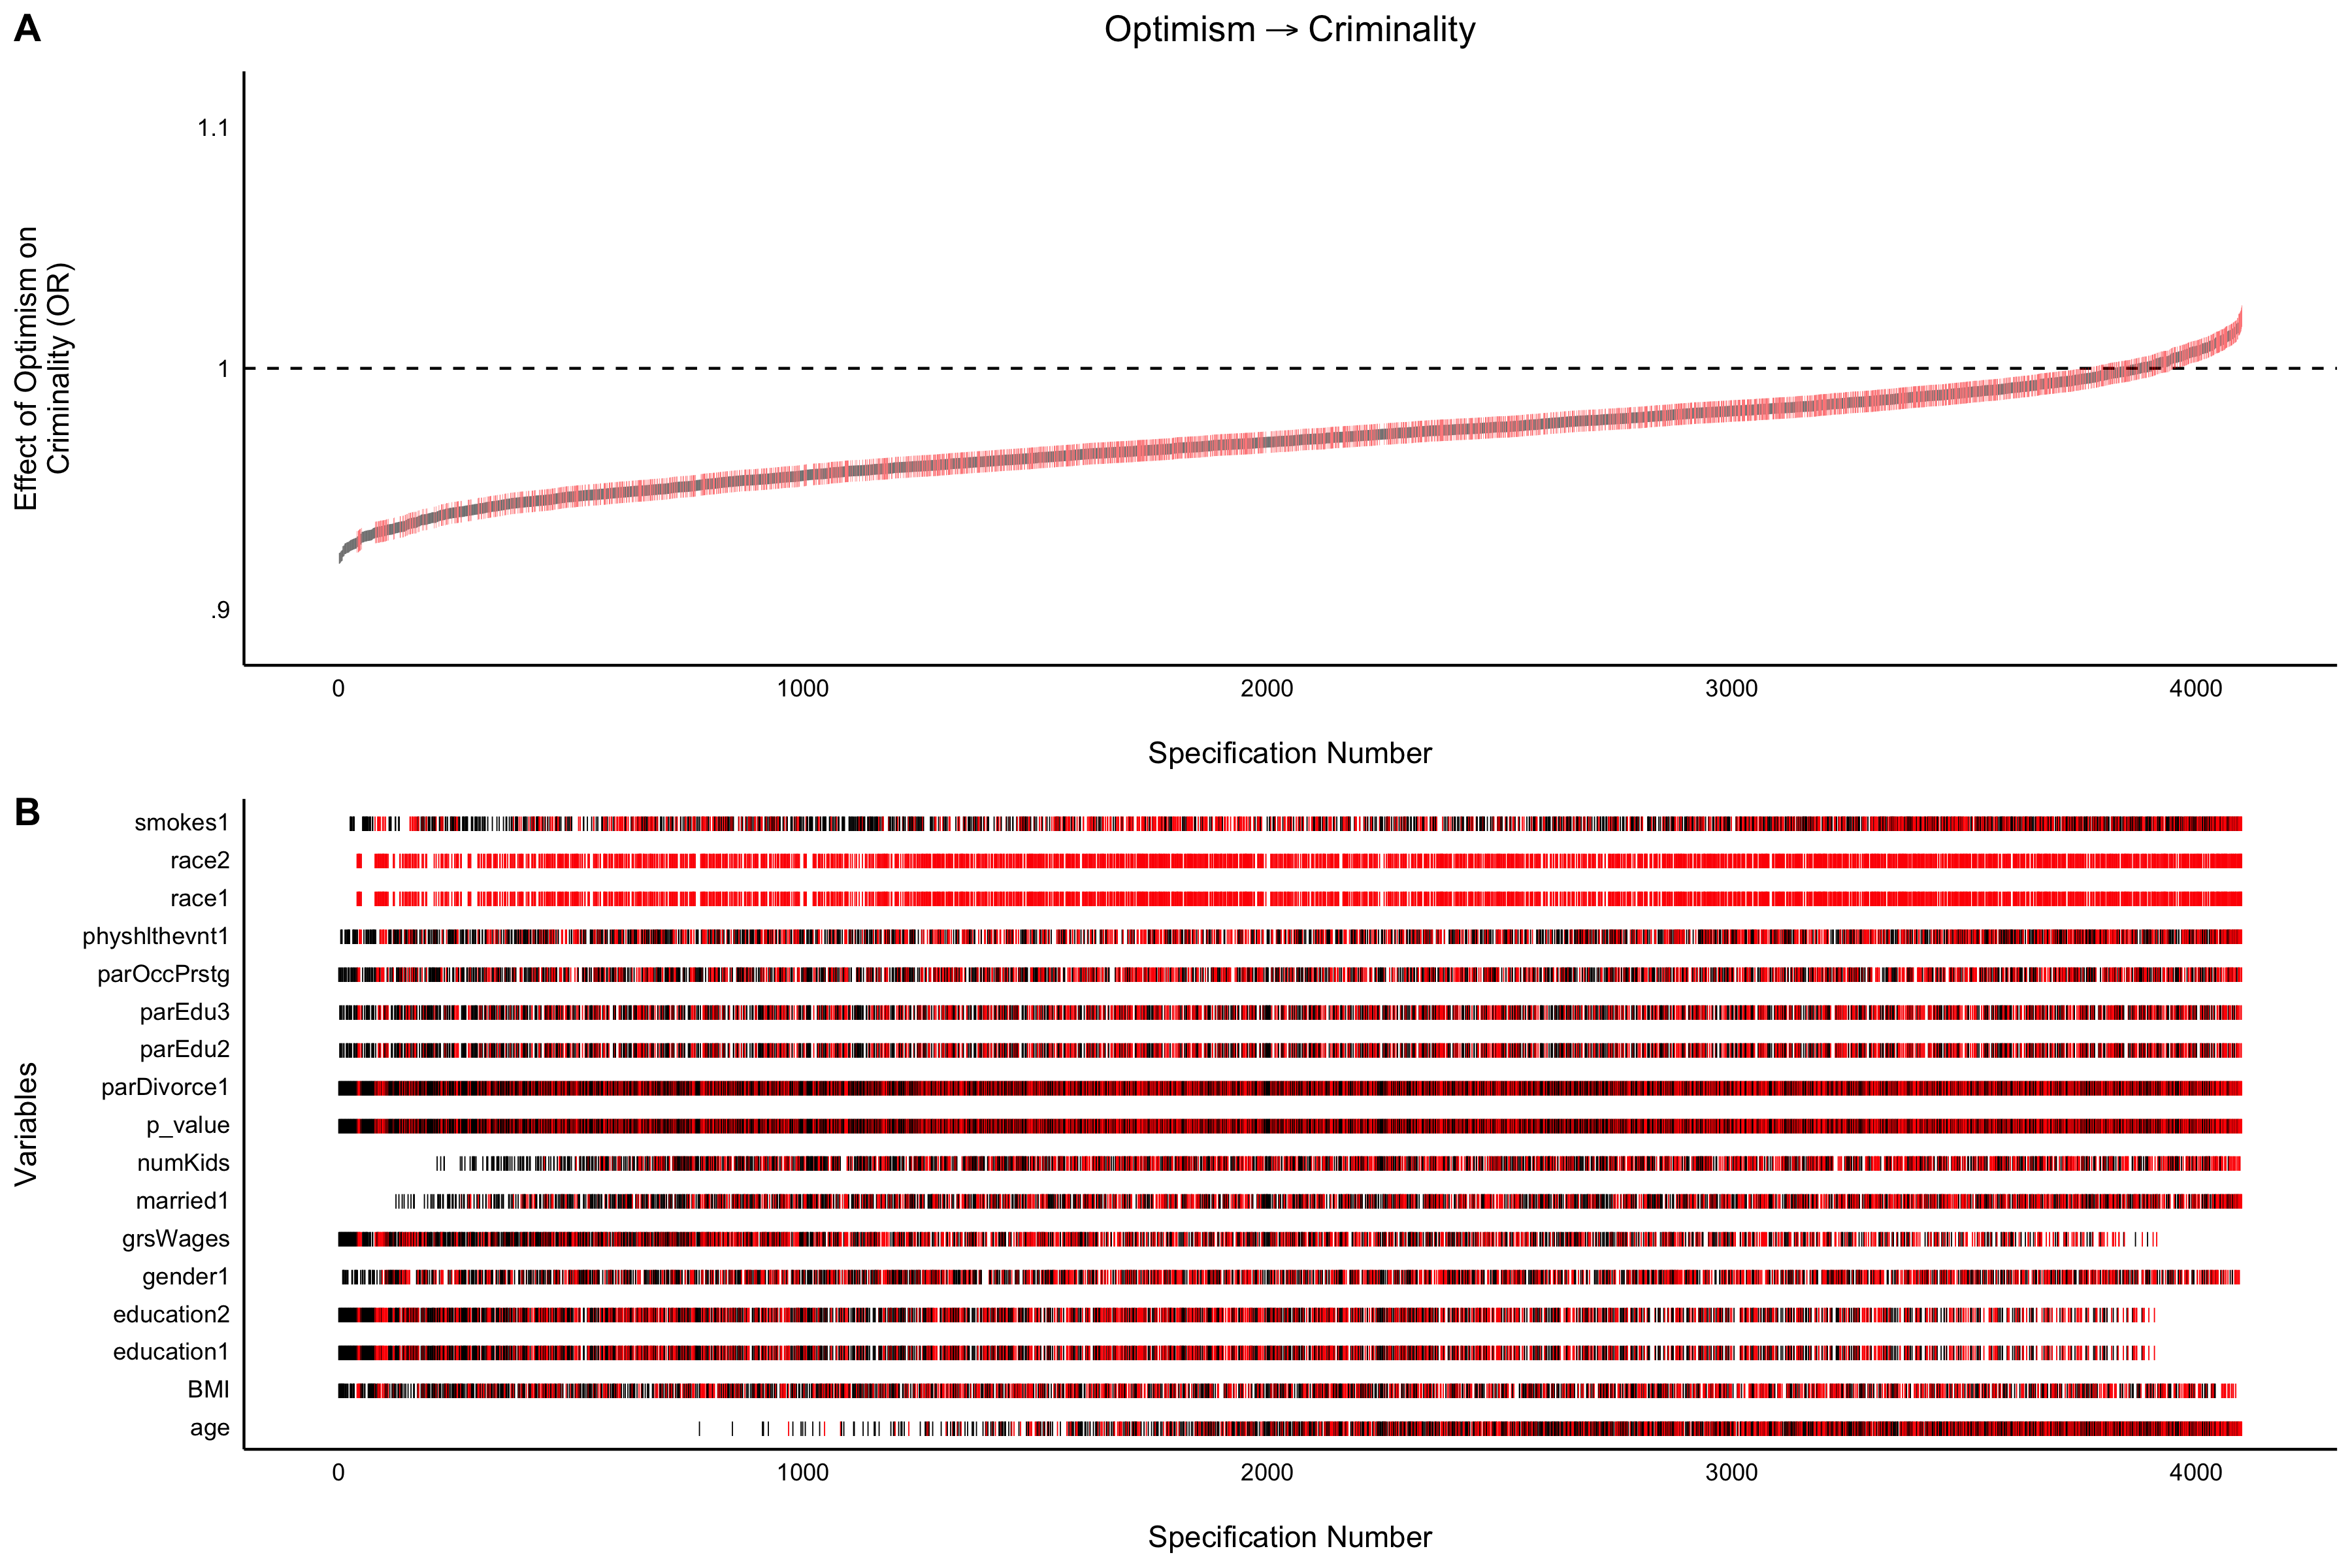 A
Optimism → Criminality
Effect of Optimism on
Criminality (OR)
1.1
1
.9
0 1000 2000 3000 4000
Specification Number
B
Variables
smokes1
race2
race1
physhlthevnt1
parOccPrstg
parEdu3
parEdu2
parDivorce1
p_value
numKids
married1
grsWages
gender1
education2
education1
BMI
age
0 1000 2000 3000 4000
Specification Number